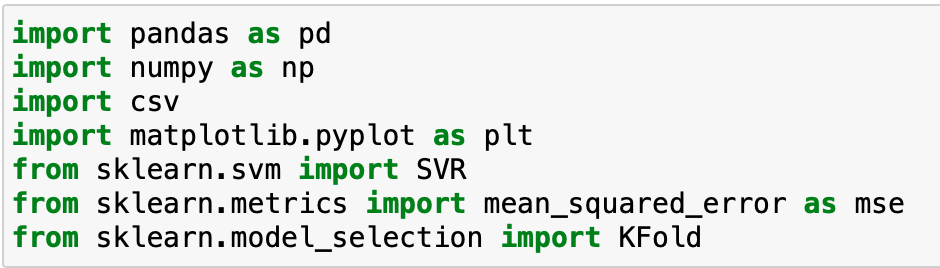 import pandas as pd
import numpy as np
import csv
import matplotlib.pyplot as plt
from sklearn.svm import SVR
from sklearn.metrics import mean_squared_error as mse
from sklearn.model_selection import KFold